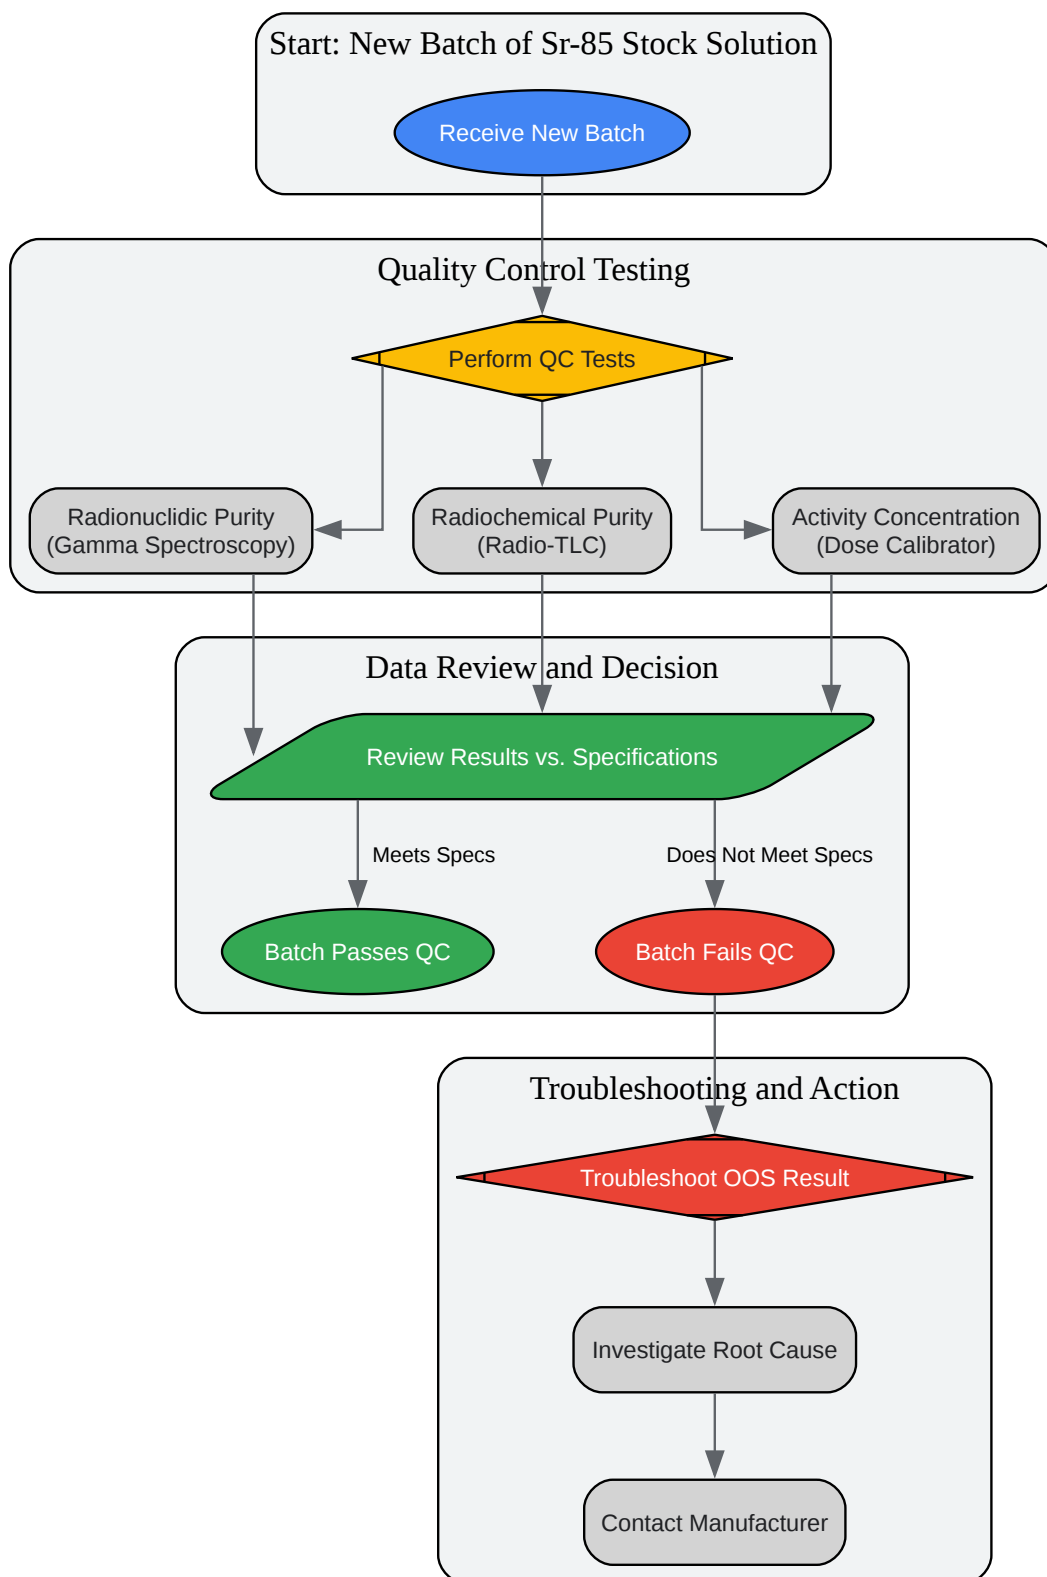 Start: New Batch of Sr-85 Stock Solution
Receive New Batch
Quality Control Testing
Perform QC Tests
Radionuclidic Purity
(Gamma Spectroscopy)
Radiochemical Purity
(Radio-TLC)
Activity Concentration
(Dose Calibrator)
Data Review and Decision
Review Results vs. Specifications
Meets Specs
Does Not Meet Specs
Batch Passes QC
Batch Fails QC
Troubleshooting and Action
Troubleshoot OOS Result
Investigate Root Cause
Contact Manufacturer